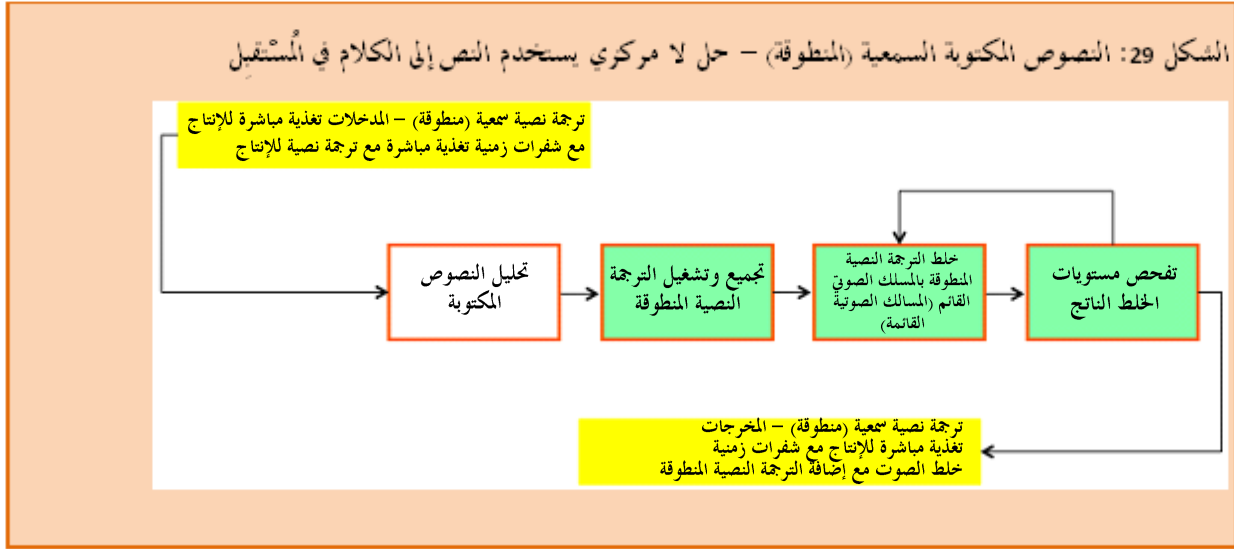 الشكل 29: النصوص المكتوبة السمعية (المنطوقة) – حل لا مركزي يستخدم النص إلى الكلام في المُسْتقبِل
ترجمة نصية سمعية (منطوقة) – المدخلات تغذية مباشرة للإنتاج
مع شفرات زمنية تغذية مباشرة مع ترجمة نصية للإنتاج
تحليل النصوص
المكتوبة
تجميع وتشغيل الترجمة
النصية المنطوقة
خلط الترجمة النصية
المنطوقة بالمسلك الصوتي
القائم (المسالك الصوتية
القائمة)
تفحص مستويات
الخلط الناتج
ترجمة نصية سمعية (منطوقة) – المخرجات
تغذية مباشرة للإنتاج مع شفرات زمنية
خلط الصوت مع إضافة الترجمة النصية المنطوقة